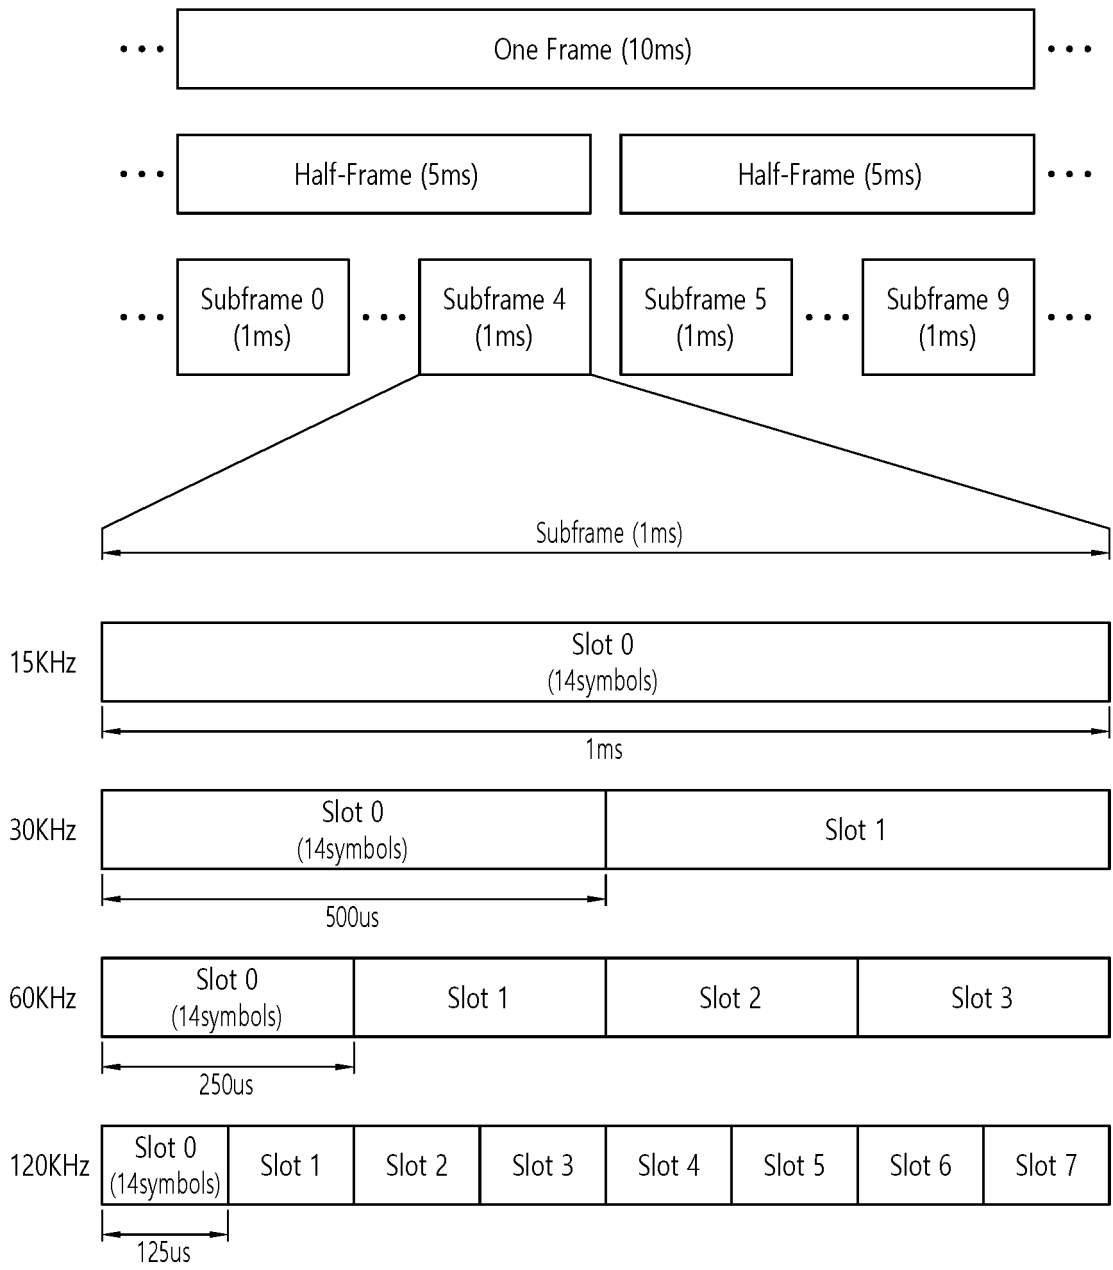 ... One Frame (10ms) ...
... Half-Frame (5ms) Half-Frame (5ms) ...
... Subframe 0 ... Subframe 4 Subframe 5 ... Subframe 9 ...
(1ms) (1ms) (1ms) (1ms)
Subframe (1ms)
15KHz Slot 0
(14symbols)
1ms
30KHz Slot 0 Slot 1
(14symbols)
500us
60KHz Slot 0 Slot 1 Slot 2 Slot 3
(14symbols)
250us
120KHz Slot 0 Slot 1 Slot 2 Slot 3 Slot 4 Slot 5 Slot 6 Slot 7
(14symbols)
125us